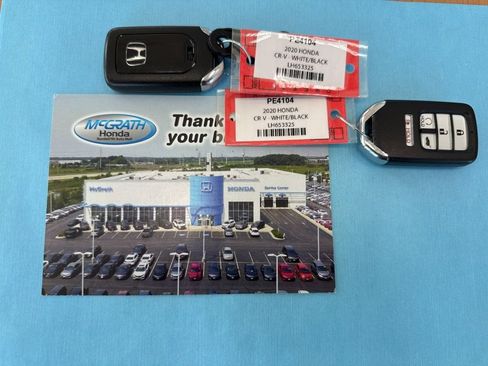 PE4104
2020 HONDA
CR-V - WHITE/BLACK
LH653325
PE4104
2020 HONDA
CR V - WHITE/BLACK
LH653325
McGRATH
Honda
Thank
your b
McGrath
HONDA
Service Center